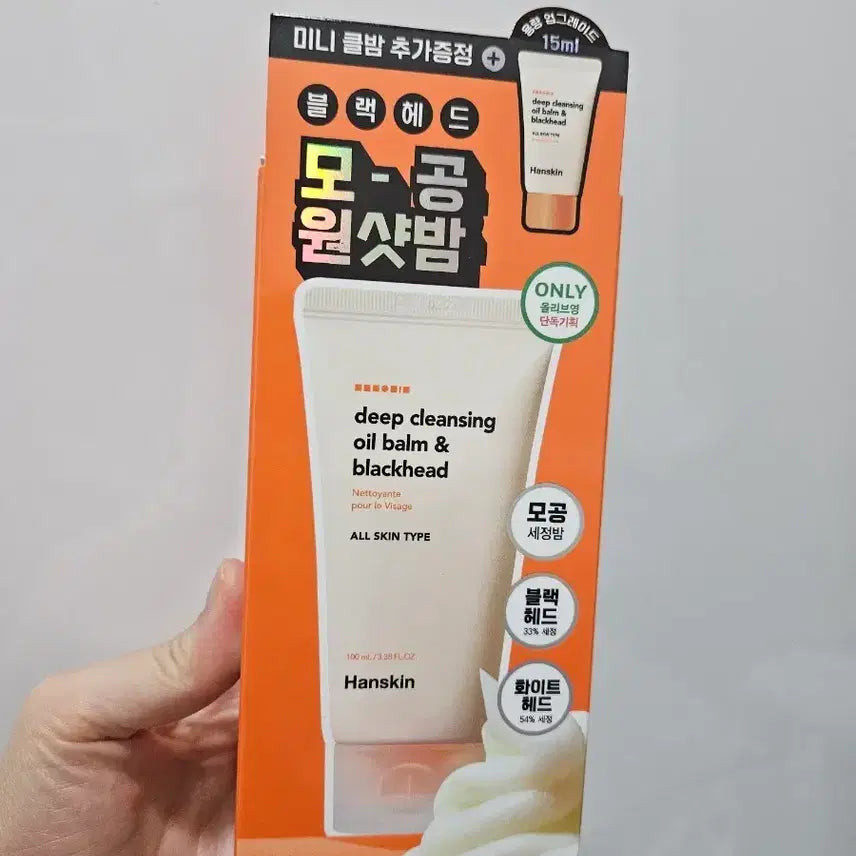 미니 클밤 추가증정 +
용량 업그레이드
15ml
deep cleansing
oil balm &
blackhead
ALL SKIN TYPE
Hanskin
블랙헤드
모-공
원샷밤
ONLY
올리브영
단독기획
deep cleansing
oil balm &
blackhead
Nettoyante
pour le Visage
ALL SKIN TYPE
모공
세정밤
블랙
헤드
33% 세정
화이트
헤드
54% 세정
100 mL / 3.38 FL.OZ
Hanskin